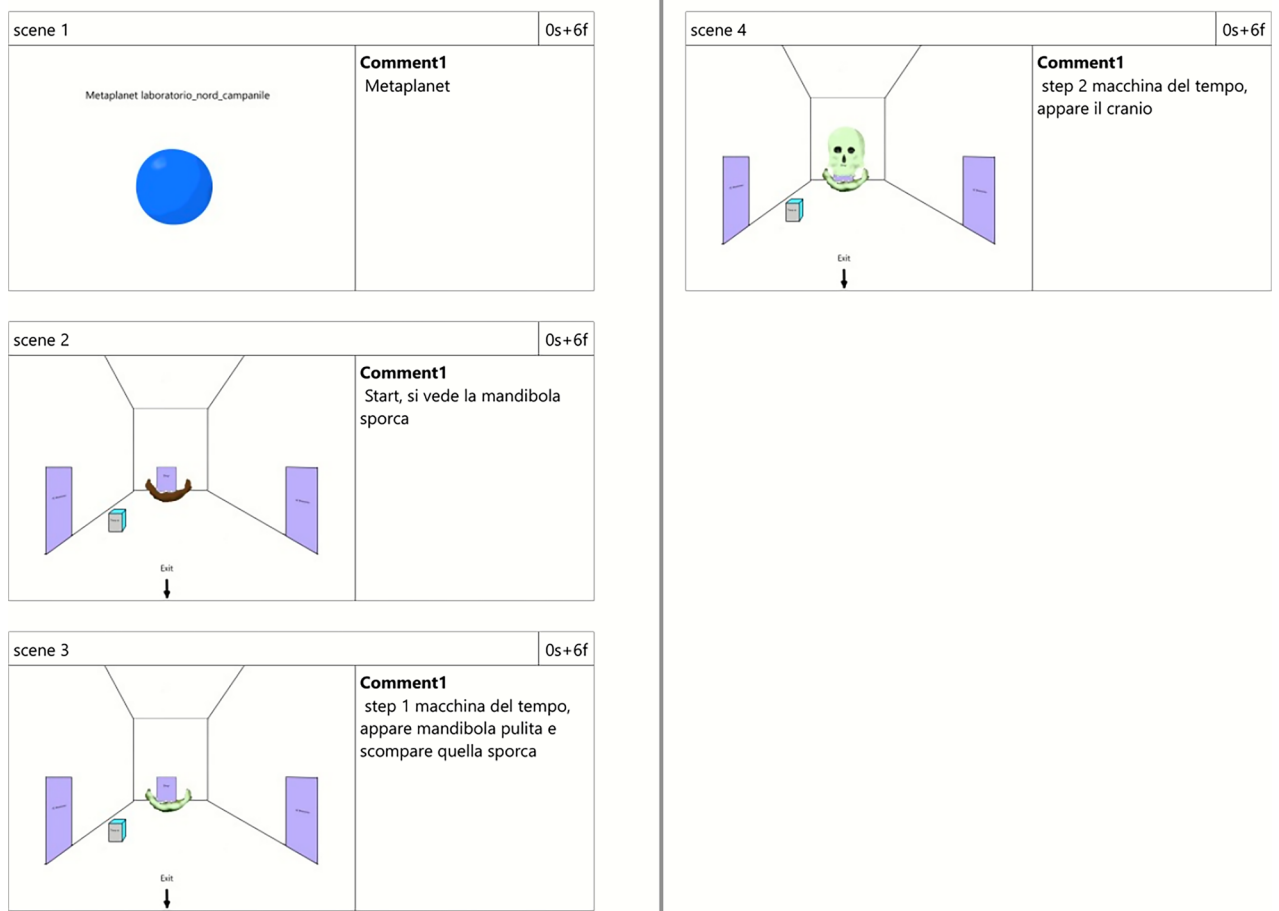 scene 1
0s+6f
Metaplanet laboratorio_nord_campanile
Comment1
Metaplanet
scene 2
0s+6f
Exit
Comment1
Start, si vede la mandibola
sporca
scene 3
0s+6f
Exit
Comment1
step 1 macchina del tempo,
appare mandibola pulita e
scompare quella sporca
scene 4
0s+6f
Exit
Comment1
step 2 macchina del tempo,
appare il cranio